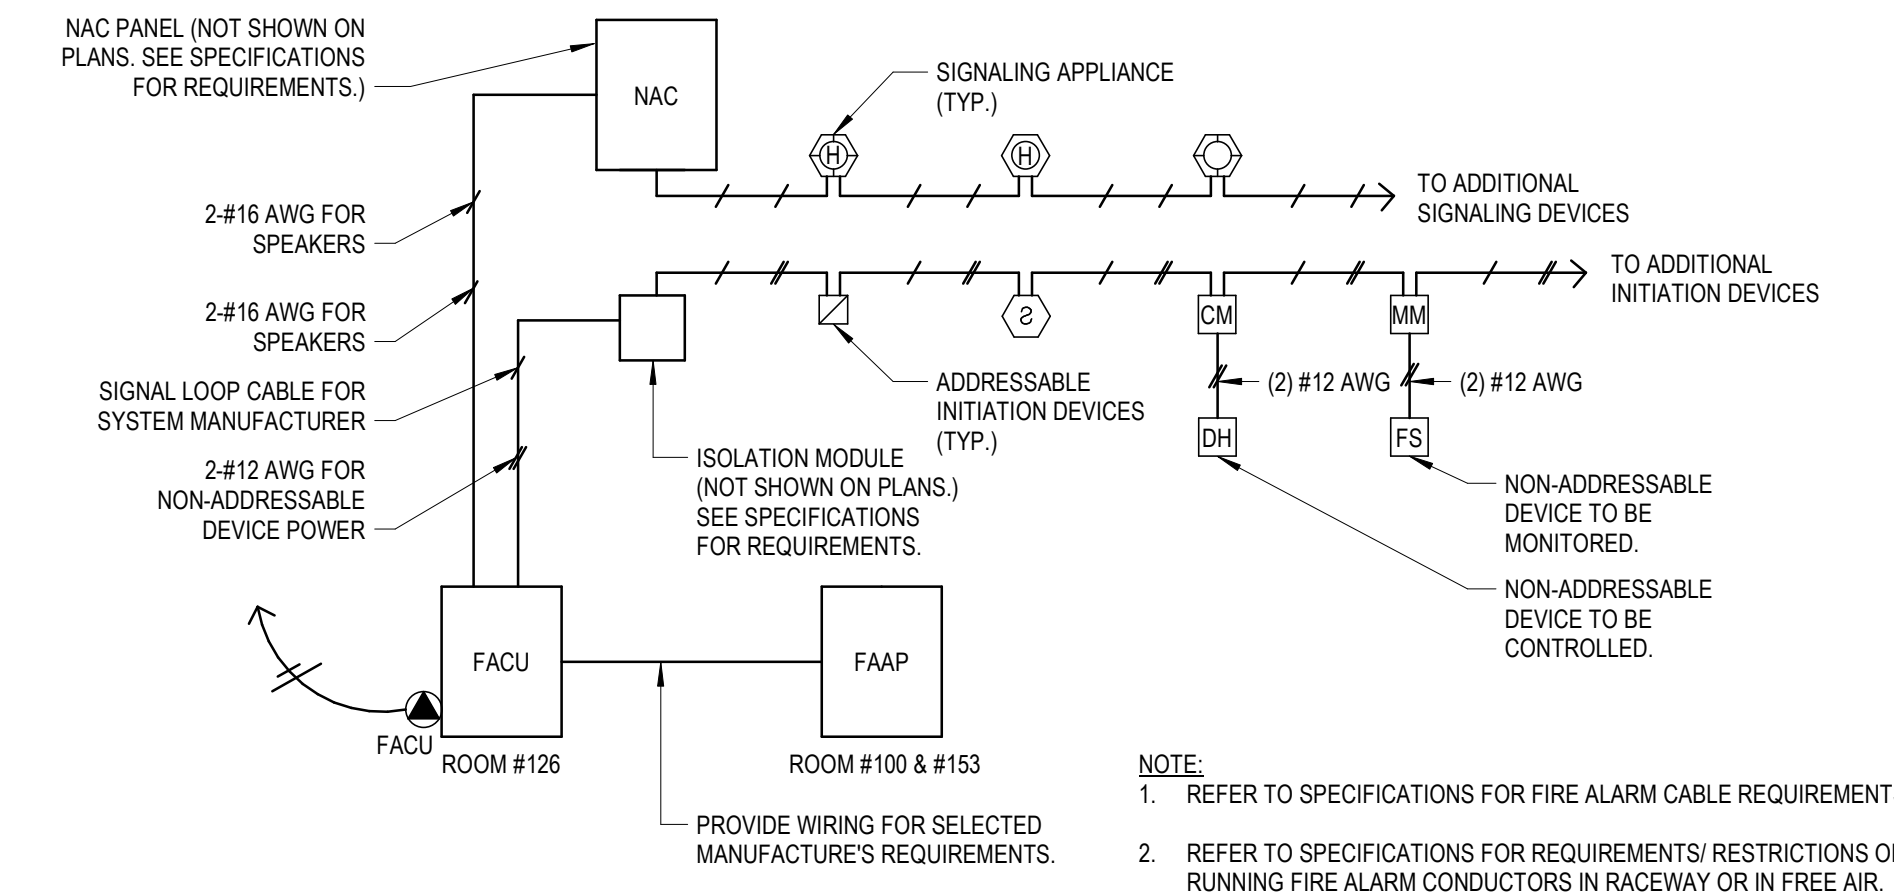 NAC PANEL (NOT SHOWN ON
PLANS. SEE SPECIFICATIONS
FOR REQUIREMENTS.)
NAC
SIGNALING APPLIANCE
(TYP.)
H
H
TO ADDITIONAL
SIGNALING DEVICES
2-#16 AWG FOR
SPEAKERS
TO ADDITIONAL
INITIATION DEVICES
2-#16 AWG FOR
SPEAKERS
S
CM
MM
SIGNAL LOOP CABLE FOR
SYSTEM MANUFACTURER
ADDRESSABLE
INITIATION DEVICES
(TYP.)
(2) #12 AWG
(2) #12 AWG
DH
FS
2-#12 AWG FOR
NON-ADDRESSABLE
DEVICE POWER
ISOLATION MODULE
(NOT SHOWN ON PLANS.)
SEE SPECIFICATIONS
FOR REQUIREMENTS.
NON-ADDRESSABLE
DEVICE TO BE
MONITORED.
NON-ADDRESSABLE
DEVICE TO BE
CONTROLLED.
FACU
FAAP
FACU
ROOM #126
ROOM #100 & #153
PROVIDE WIRING FOR SELECTED
MANUFACTURE'S REQUIREMENTS.
NOTE:
1. REFER TO SPECIFICATIONS FOR FIRE ALARM CABLE REQUIREMENT
2. REFER TO SPECIFICATIONS FOR REQUIREMENTS/ RESTRICTIONS
RUNNING FIRE ALARM CONDUCTORS IN RACEWAY OR IN FREE AIR.